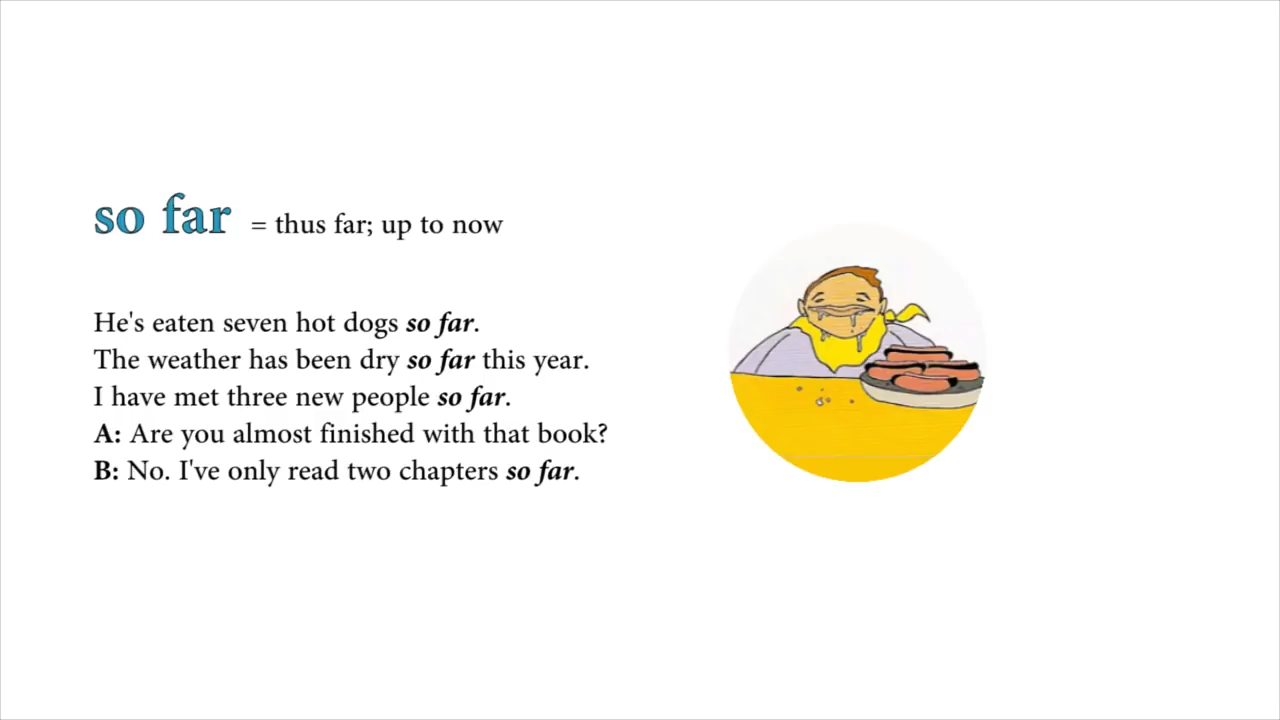 so far = thus far; up to now
He's eaten seven hot dogs so far.
The weather has been dry so far this year.
I have met three new people so far.
A: Are you almost finished with that book?
B: No. I've only read two chapters so far.